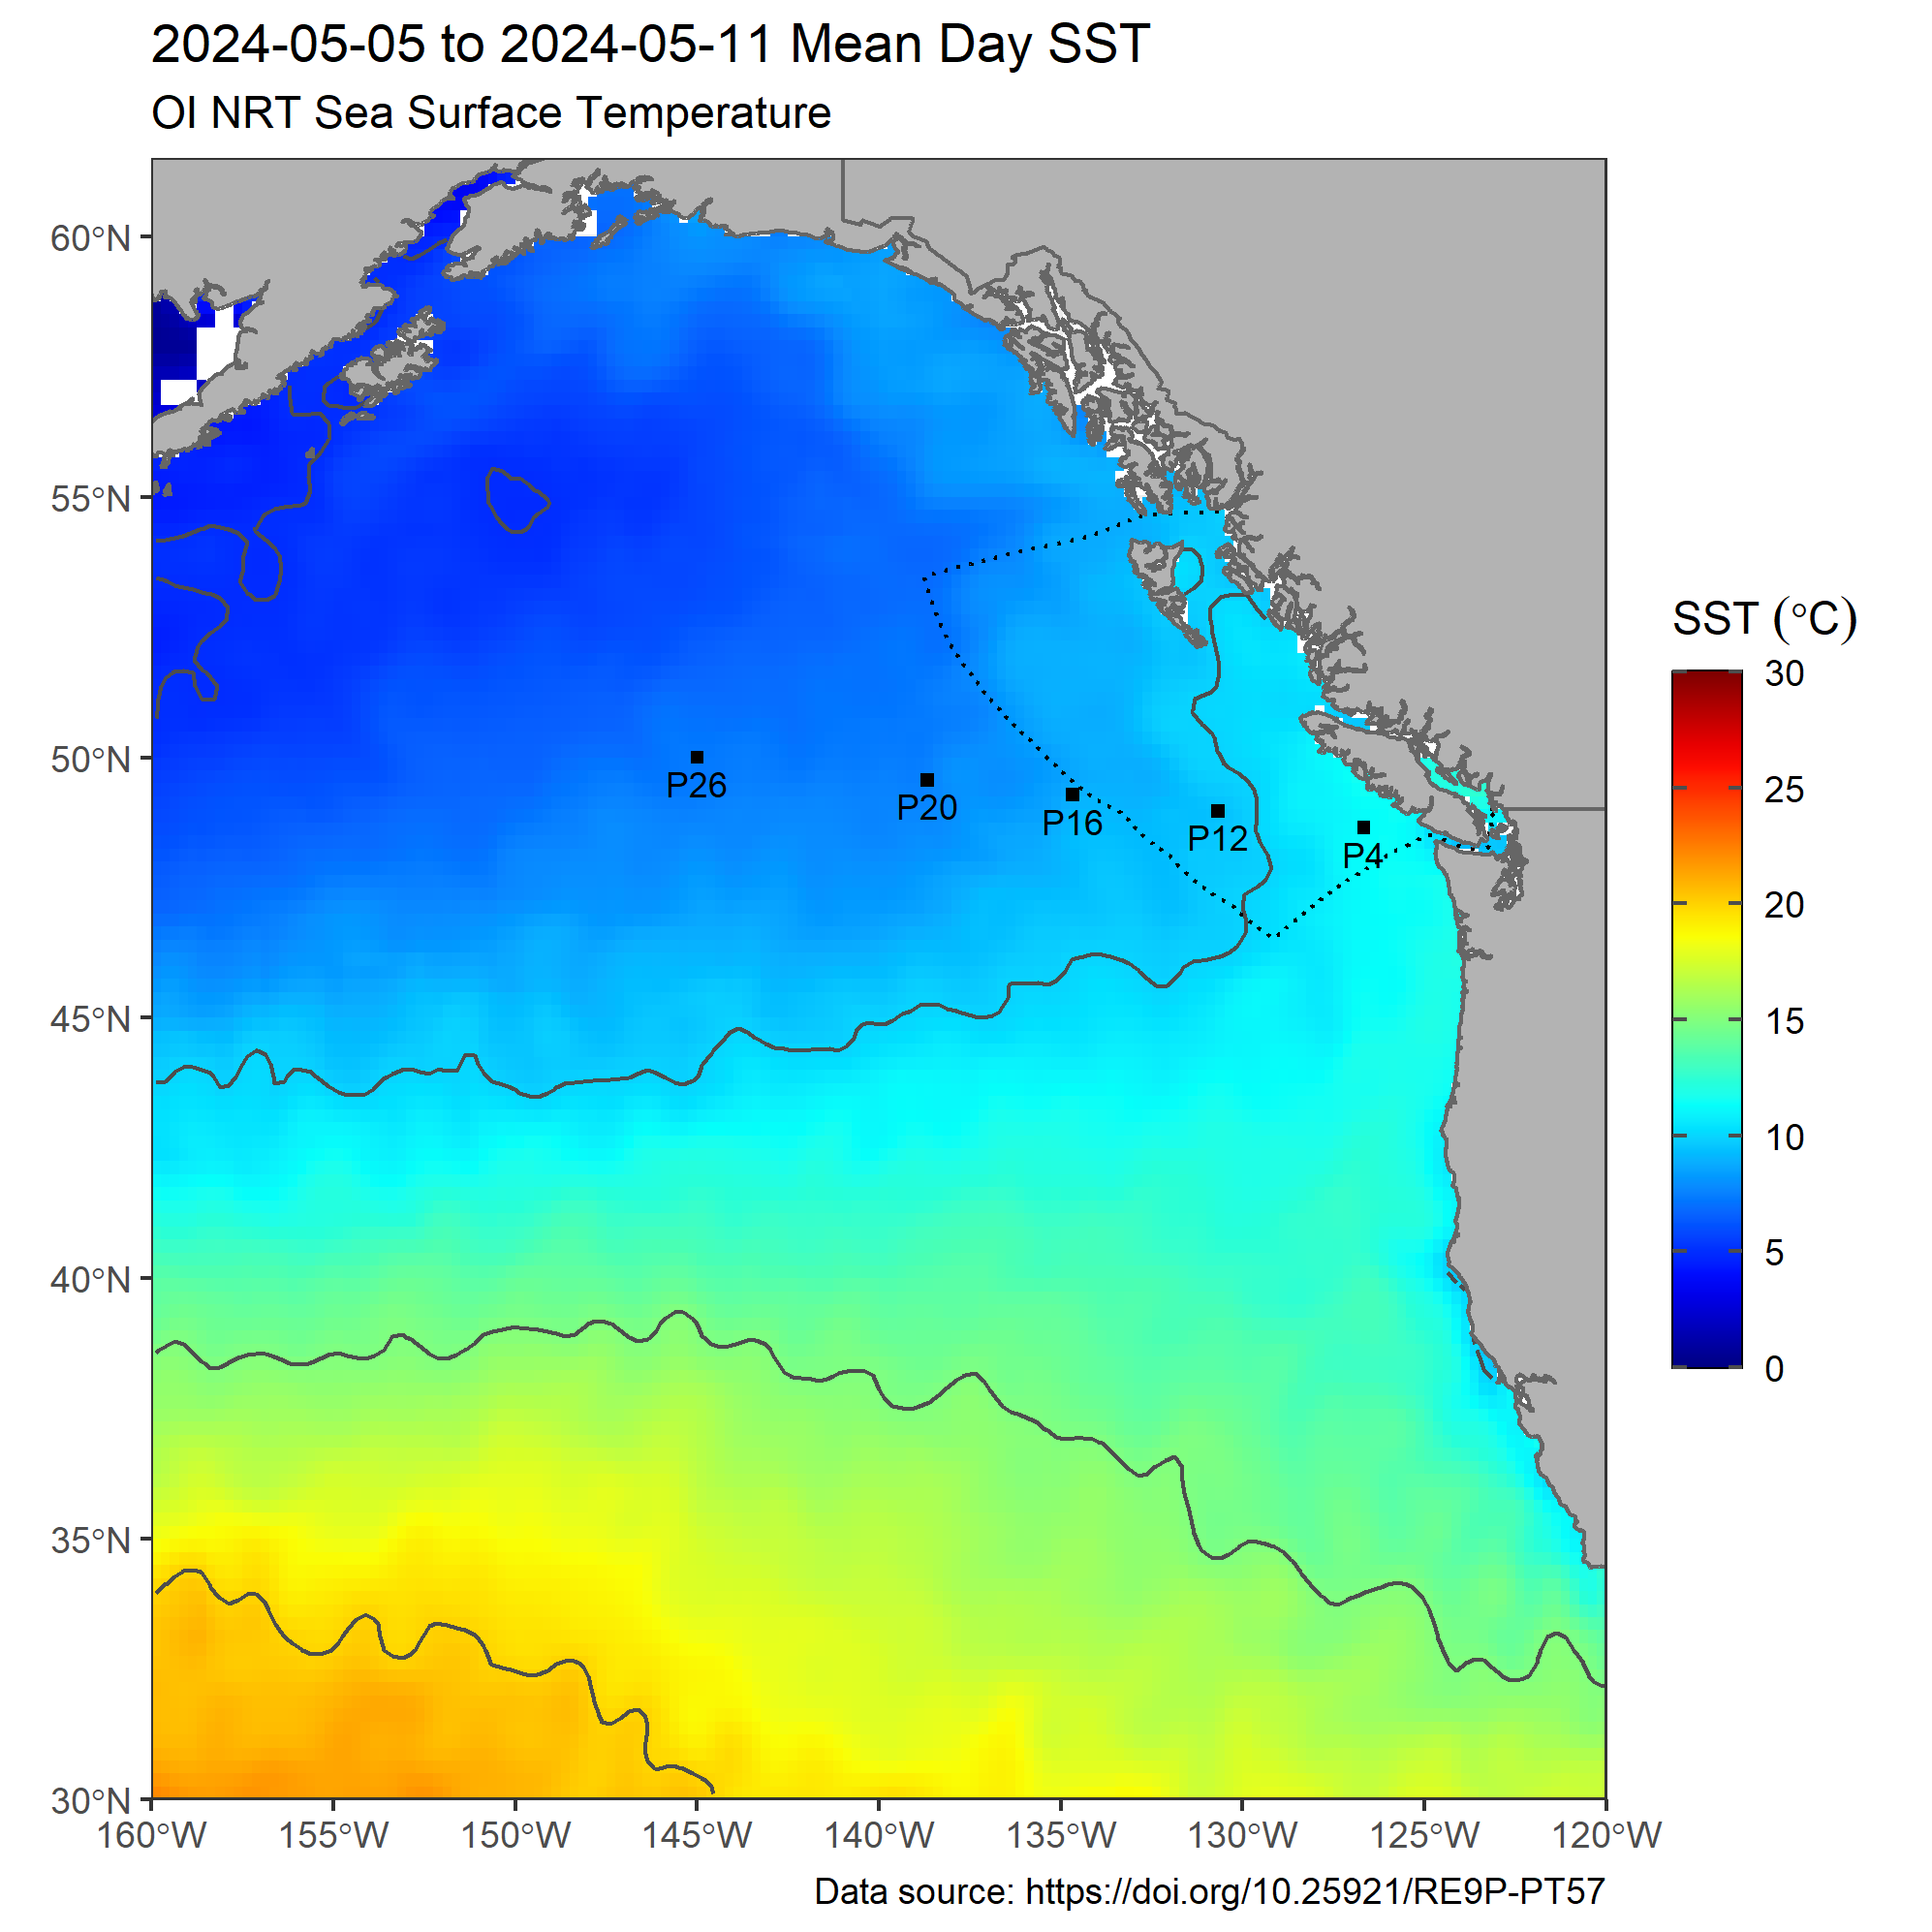 2024-05-05 to 2024-05-11 Mean Day SST
OI NRT Sea Surface Temperature
60°N
55°N
50°N
45°N
40°N
35°N
30°N
P26
P20
P16
P12
P4
160°W
155°W
150°W
145°W
140°W
135°W
130°W
125°W
120°W
SST (°C)
30
25
20
15
10
5
0
Data source: https://doi.org/10.25921/RE9P-PT57